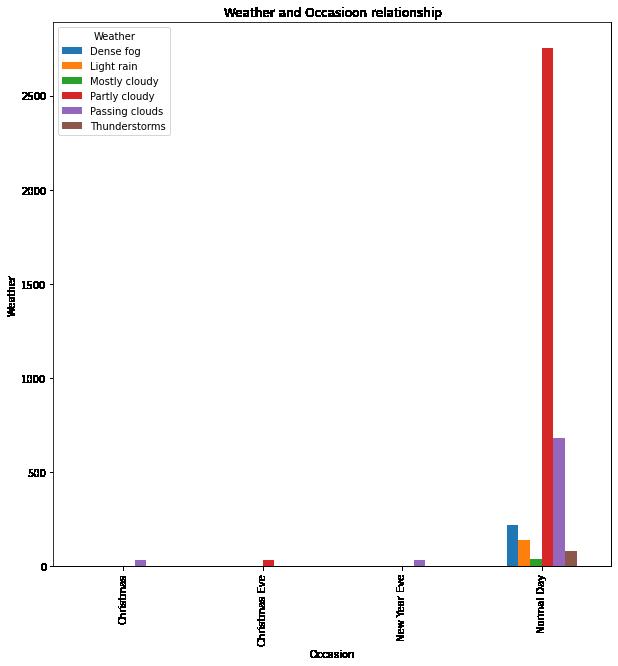 Weather and Occasioon relationship
Weather
Dense fog
Light rain
Mostly cloudy
Partly cloudy
Passing clouds
Thunderstorms
2500
2000
1500
1000
500
0
Weather
Christmas
Christmas Eve
New Year Eve
Normal Day
Occasion